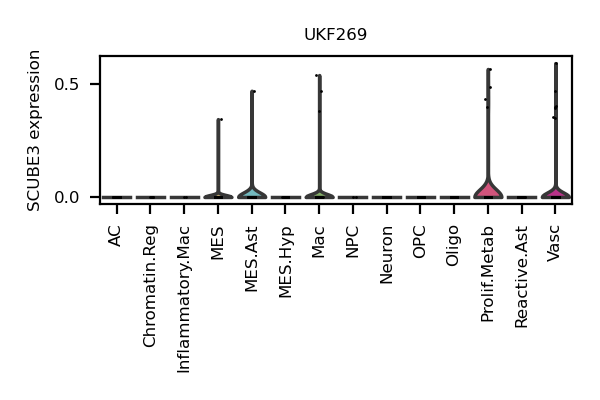 UKF269
SCUBE3 expression
0.5
0.0
AC
Chromatin.Reg
Inflammatory.Mac
MES
MES.Ast
MES.Hyp
Mac
NPC
Neuron
OPC
Oligo
Prolif.Metab
Reactive.Ast
Vasc